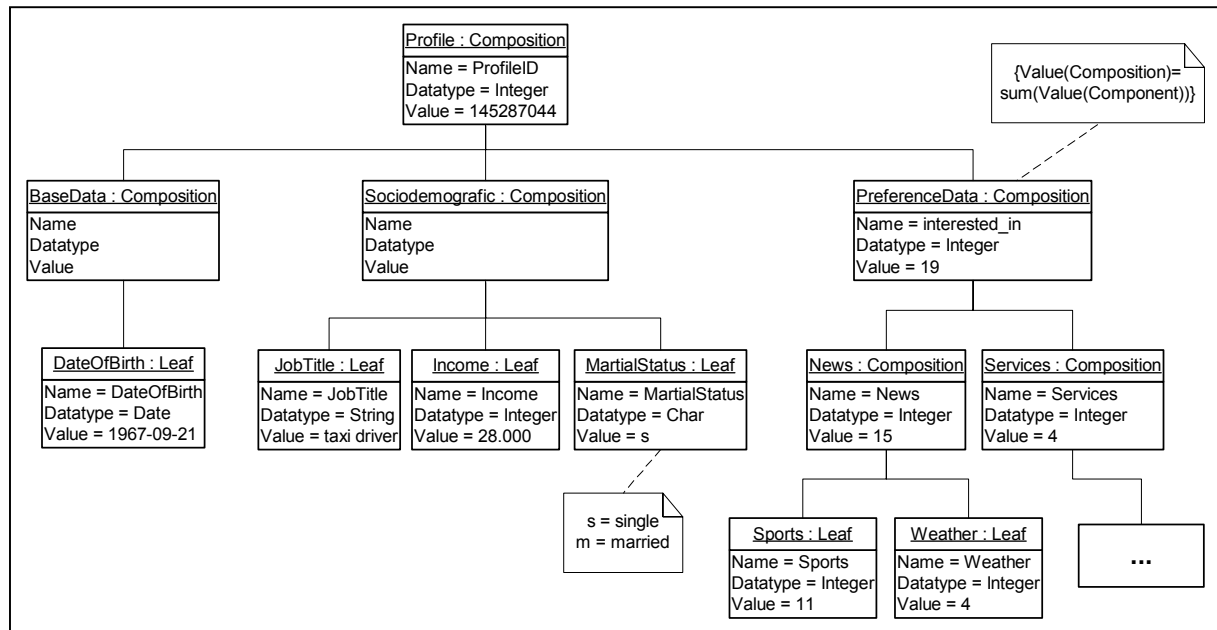 Profile : Composition
Name = ProfileID
Datatype = Integer
Value = 145287044
{Value(Composition)=
sum(Value(Component))}
BaseData : Composition
Name
Datatype
Value
Sociodemografic : Composition
Name
Datatype
Value
PreferenceData : Composition
Name = interested_in
Datatype = Integer
Value = 19
DateOfBirth : Leaf
Name = DateOfBirth
Datatype = Date
Value = 1967-09-21
JobTitle : Leaf
Name = JobTitle
Datatype = String
Value = taxi driver
Income : Leaf
Name = Income
Datatype = Integer
Value = 28.000
MartialStatus : Leaf
Name = MartialStatus
Datatype = Char
Value = s
News : Composition
Name = News
Datatype = Integer
Value = 15
Services : Composition
Name = Services
Datatype = Integer
Value = 4
s = single
m = married
Sports : Leaf
Name = Sports
Datatype = Integer
Value = 11
Weather : Leaf
Name = Weather
Datatype = Integer
Value = 4
...